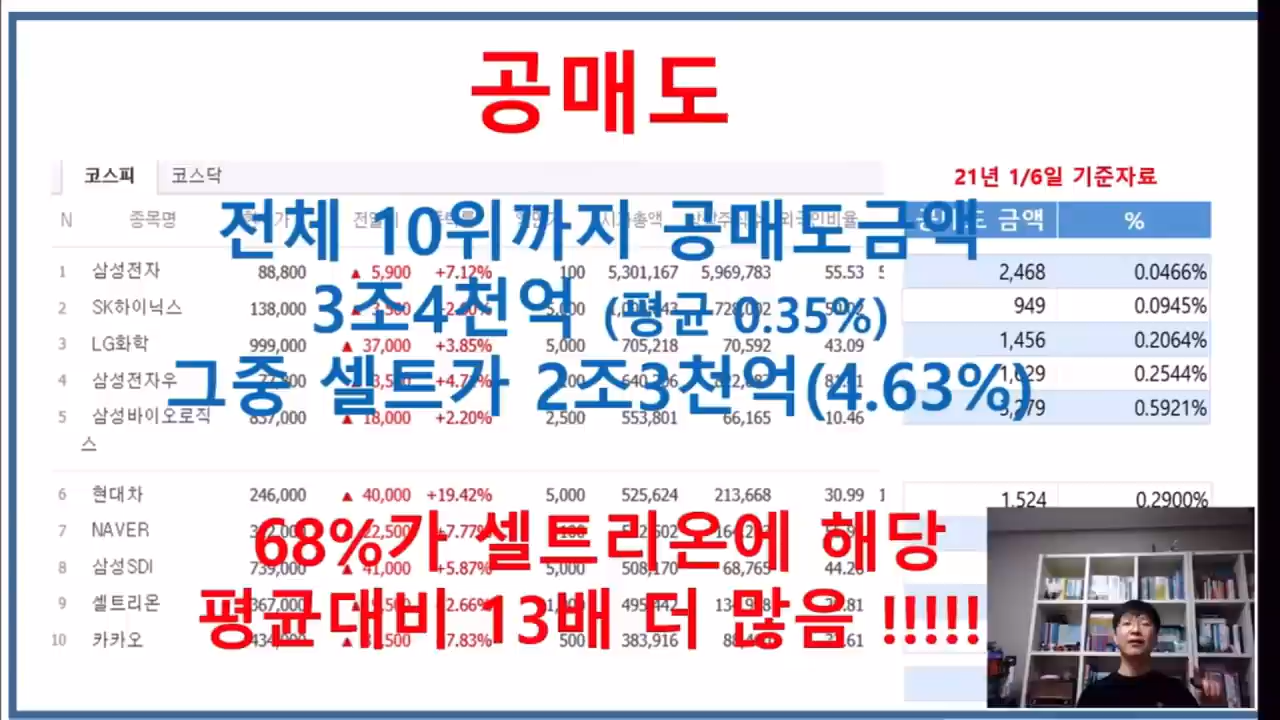 공매도
코스피 코스닥
21년 1/6일 기준자료
N 종목명
금액 %
전체 10위까지 공매도금액
1 삼성전자 88,800 ▲ 5,900 +7.12% 100 5,301,167 5,969,783 55.53 2,468 0.0466%
2 SK하이닉스 138,000 949 0.0945%
3조4천억 (평균 0.35%)
3 LG화학 999,000 ▲ 37,000 +3.85% 5,000 705,218 70,592 43.09 1,456 0.2064%
4 삼성전자우 0.2544%
그중 셀트가 2조3천억(4.63%)
5 삼성바이오로직 ▲ 18,000 +2.20% 2,500 553,801 66,165 10.46 0.5921%
스
6 현대차 246,000 ▲ 40,000 +19.42% 5,000 525,624 213,668 30.99 1,524 0.2900%
7 NAVER
68%가 셀트리온에 해당
8 삼성SDI 739,000 ▲ 41,000 +5.87% 5,000 508,170 68,765
9 셀트리온 367,000
평균대비 13배 더 많음 !!!!!
10 카카오 500 383,916